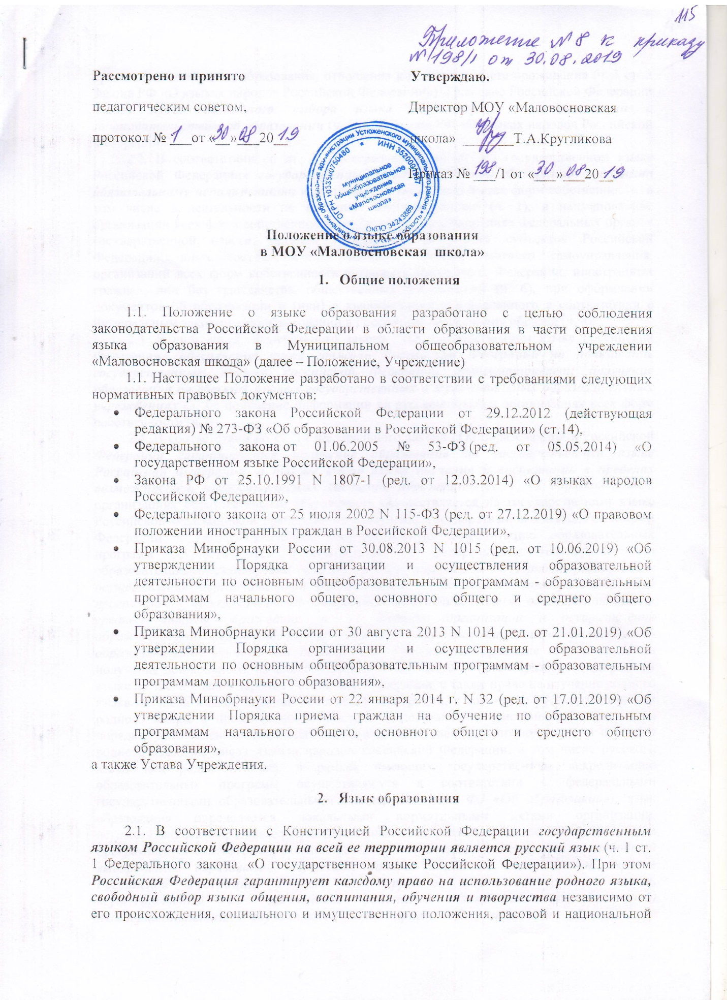 115
Приложение № 8 к приказу
№ 198/1 от 30.08.2019
Рассмотрено и принято
педагогическим советом,
протокол № 1 от «30» 08 2019
Утверждаю.
Директор МОУ «Маловосновская
школа» ________Т.А.Кругликова
Приказ № 198/1 от «30» 08 2019
ОГРН 1033500750480 * ИНН 352000
ОКПО 34243889
муниципальное
общеобразовательное
учреждение
«Маловосновская
школа»
Положение о языке образования
в МОУ «Маловосновская школа»
1. Общие положения
1.1. Положение о языке образования разработано с целью соблюдения
законодательства Российской Федерации в области образования в части определения
языка образования в Муниципальном общеобразовательном учреждении
«Маловосновская школа» (далее – Положение, Учреждение)
1.1. Настоящее Положение разработано в соответствии с требованиями следующих
нормативных правовых документов:
• Федерального закона Российской Федерации от 29.12.2012 (действующая
редакция) № 273-ФЗ «Об образовании в Российской Федерации» (ст.14),
• Федерального закона от 01.06.2005 № 53-ФЗ (ред. от 05.05.2014) «О
государственном языке Российской Федерации»,
• Закона РФ от 25.10.1991 N 1807-1 (ред. от 12.03.2014) «О языках народов
Российской Федерации»,
• Федерального закона от 25 июля 2002 N 115-ФЗ (ред. от 27.12.2019) «О правовом
положении иностранных граждан в Российской Федерации»,
• Приказа Минобрнауки России от 30.08.2013 N 1015 (ред. от 10.06.2019) «Об
утверждении Порядка организации и осуществления образовательной
деятельности по основным общеобразовательным программам - образовательным
программам начального общего, основного общего и среднего общего
образования»,
• Приказа Минобрнауки России от 30 августа 2013 N 1014 (ред. от 21.01.2019) «Об
утверждении Порядка организации и осуществления образовательной
деятельности по основным общеобразовательным программам - образовательным
программам дошкольного образования»,
• Приказа Минобрнауки России от 22 января 2014 г. N 32 (ред. от 17.01.2019) «Об
утверждении Порядка приема граждан на обучение по образовательным
программам начального общего, основного общего и среднего общего
образования»,
а также Устава Учреждения.
2. Язык образования
2.1. В соответствии с Конституцией Российской Федерации государственным
языком Российской Федерации на всей ее территории является русский язык (ч. 1 ст.
1 Федерального закона «О государственном языке Российской Федерации»). При этом
Российская Федерация гарантирует каждому право на использование родного языка,
свободный выбор языка общения, воспитания, обучения и творчества независимо от
его происхождения, социального и имущественного положения, расовой и национальной